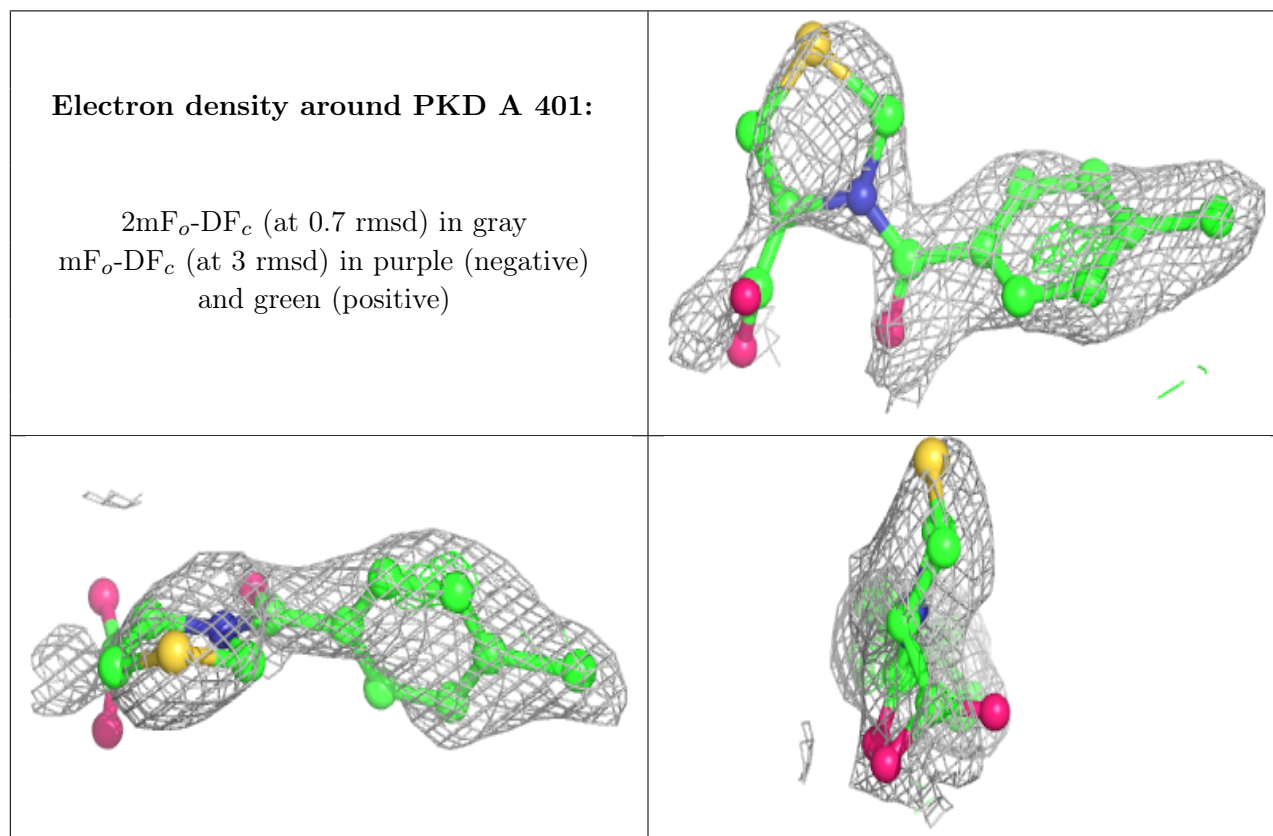 Electron density around PKD A 401:
2mFo-DFc (at 0.7 rmsd) in gray
mFo-DFc (at 3 rmsd) in purple (negative)
and green (positive)